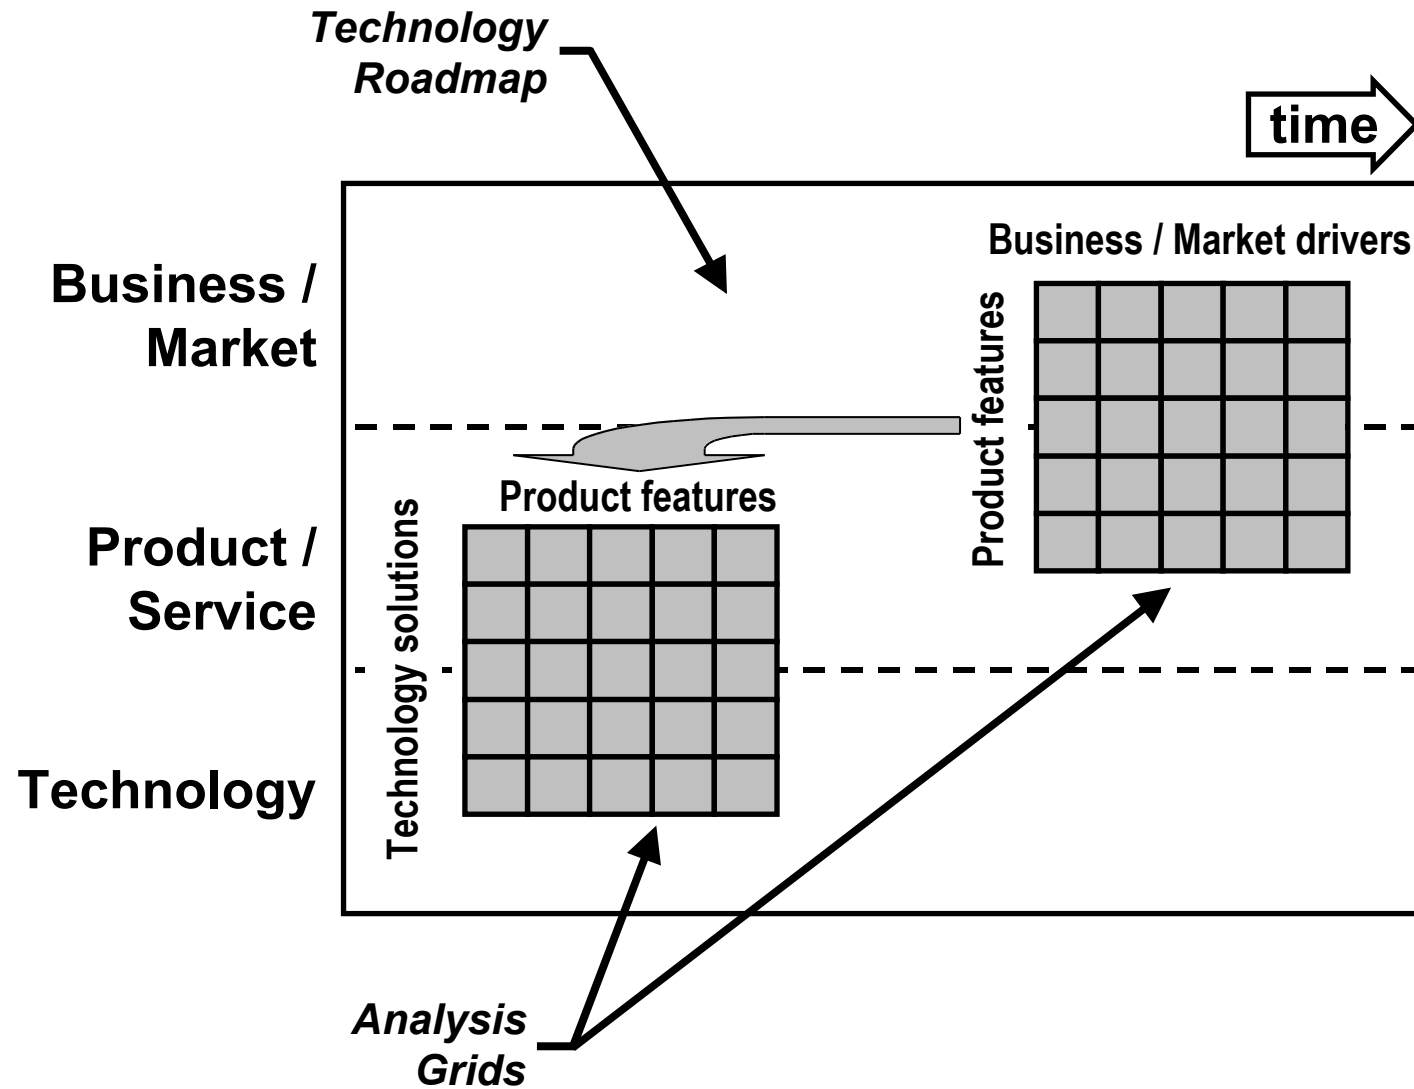 Technology
Roadmap
time
Business / Market drivers
Product features
Business /
Market
Product features
Technology solutions
Product /
Service
Technology
Analysis
Grids